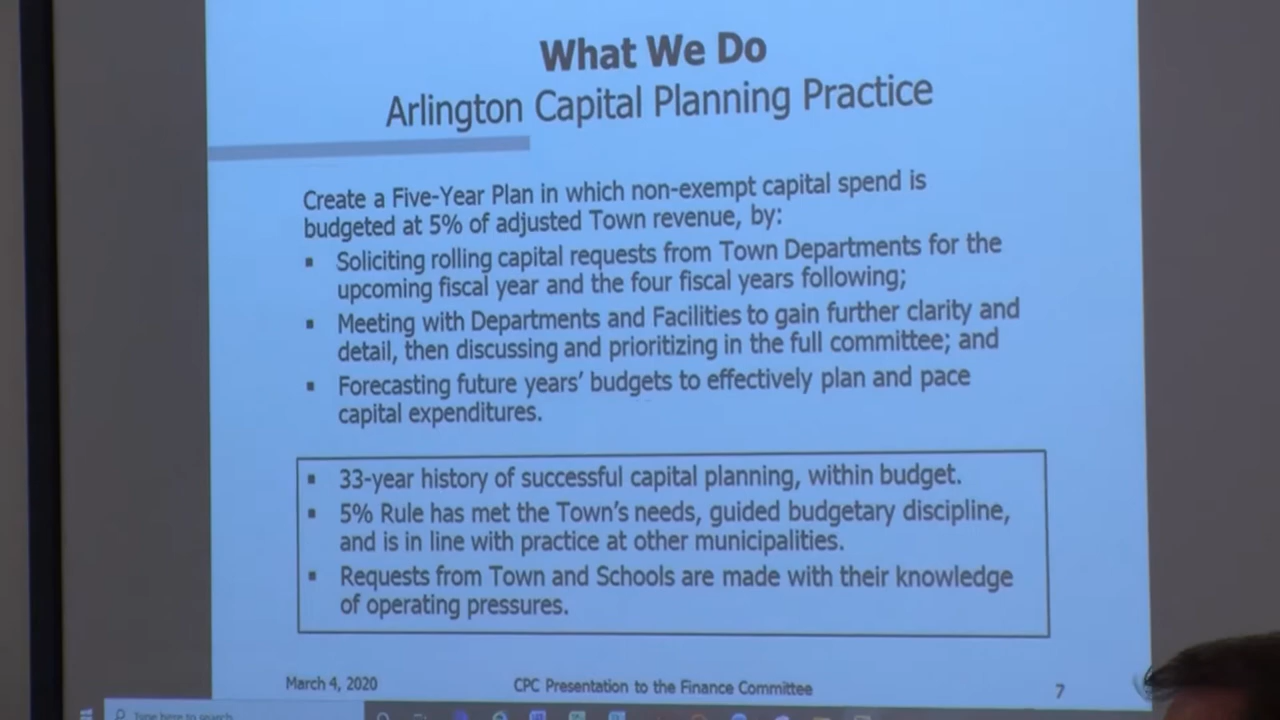 What We Do
Arlington Capital Planning Practice
Create a Five-Year Plan in which non-exempt capital spend is
budgeted at 5% of adjusted Town revenue, by:
▪ Soliciting rolling capital requests from Town Departments for the
upcoming fiscal year and the four fiscal years following;
▪ Meeting with Departments and Facilities to gain further clarity and
detail, then discussing and prioritizing in the full committee; and
▪ Forecasting future years' budgets to effectively plan and pace
capital expenditures.
▪ 33-year history of successful capital planning, within budget.
▪ 5% Rule has met the Town's needs, guided budgetary discipline,
and is in line with practice at other municipalities.
▪ Requests from Town and Schools are made with their knowledge
of operating pressures.
March 4, 2020
CPC Presentation to the Finance Committee
7
Type here to search